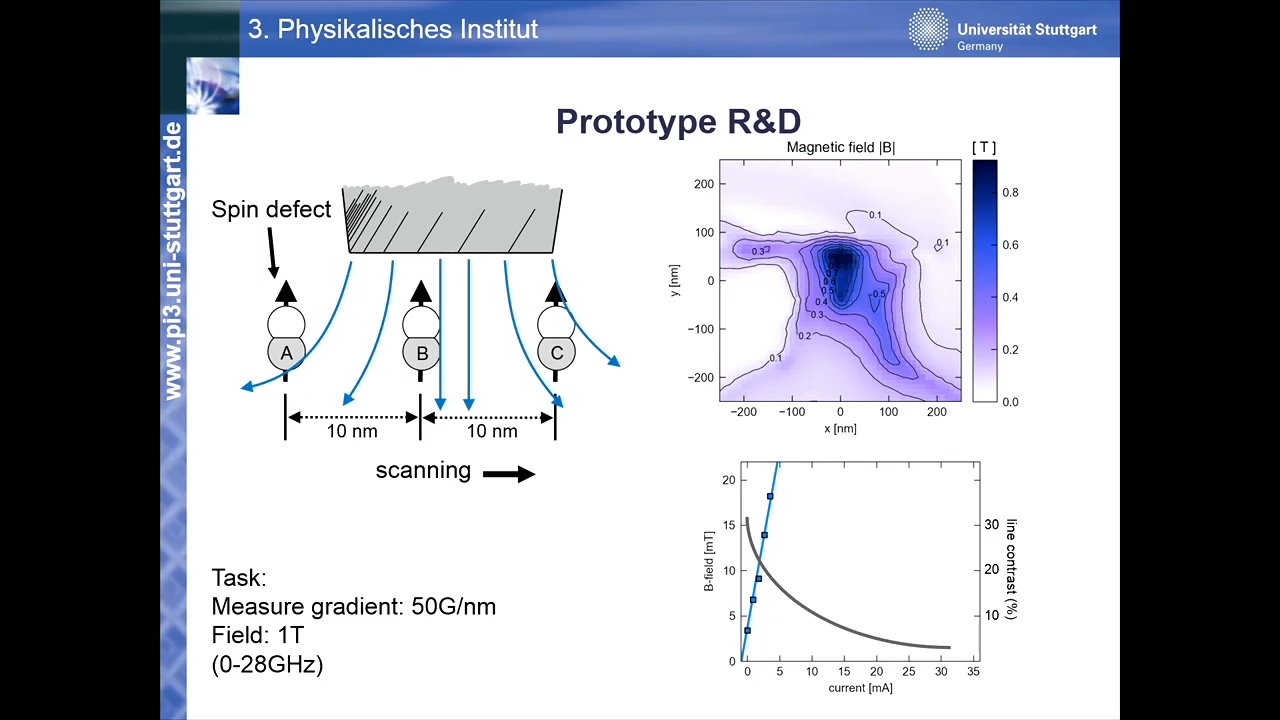 3. Physikalisches Institut
Universität Stuttgart
Germany
www.pi3.uni-stuttgart.de
Prototype R&D
Spin defect
A
B
C
10 nm
10 nm
scanning
Task:
Measure gradient: 50G/nm
Field: 1T
(0-28GHz)
Magnetic field |B|
[ T ]
200
100
0
−100
−200
y [nm]
−200
−100
0
100
200
x [nm]
0.1
0.1
0.3
0.5
0.5
0.4
0.3
0.2
0.1
0.8
0.6
0.4
0.2
0.0
20
15
10
5
0
B-field [mT]
30
20
10
line contrast (%)
0
5
10
15
20
25
30
35
current [mA]